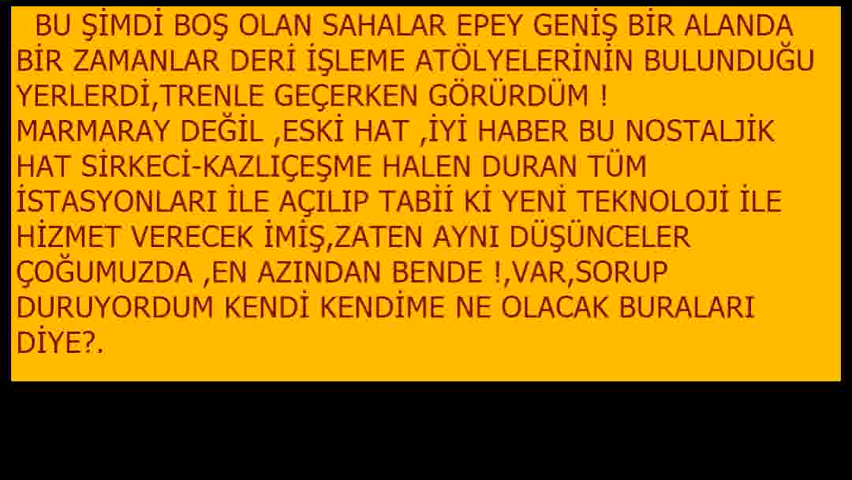 BU ŞİMDİ BOŞ OLAN SAHALAR EPEY GENİŞ BİR ALANDA
BİR ZAMANLAR DERİ İŞLEME ATÖLYELERİNİN BULUNDUĞU
YERLERDİ,TRENLE GEÇERKEN GÖRÜRDÜM !
MARMARAY DEĞİL ,ESKİ HAT ,İYİ HABER BU NOSTALJİK
HAT SİRKECİ-KAZLIÇEŞME HALEN DURAN TÜM
İSTASYONLARI İLE AÇILIP TABİİ Kİ YENİ TEKNOLOJİ İLE
HİZMET VERECEK İMİŞ,ZATEN AYNI DÜŞÜNCELER
ÇOĞUMUZDA ,EN AZINDAN BENDE !,VAR,SORUP
DURUYORDUM KENDİ KENDİME NE OLACAK BURALARI
DİYE?.